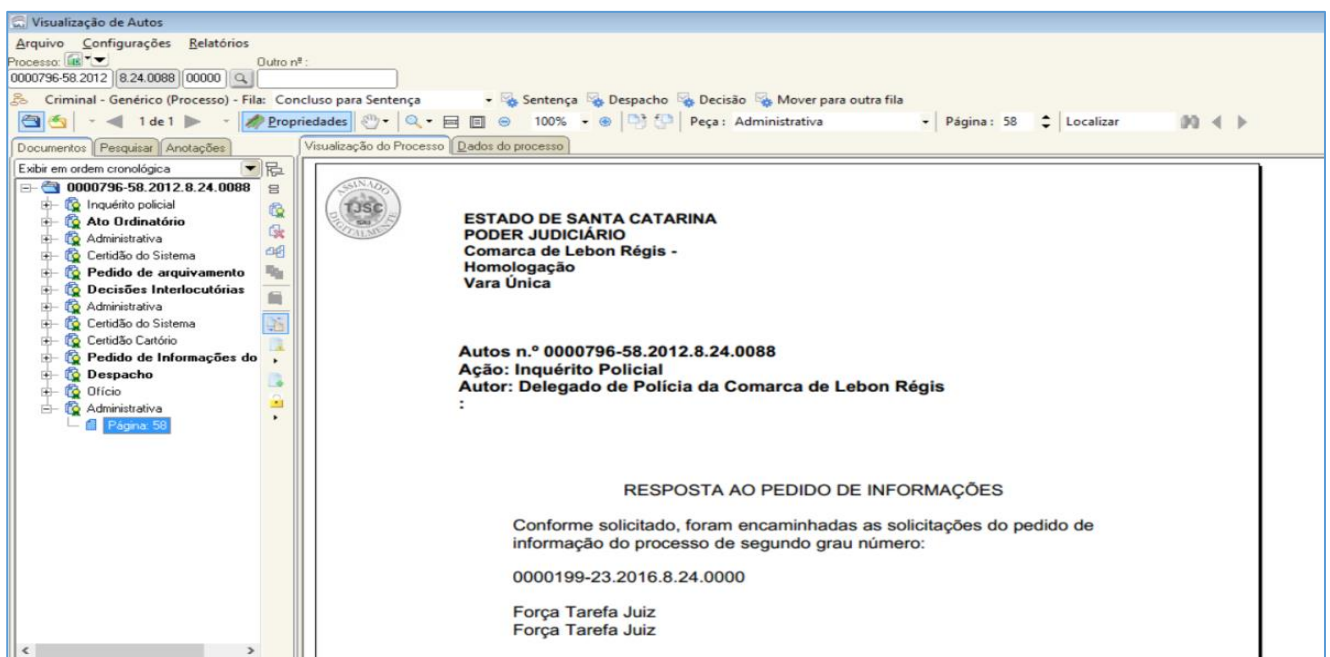 Visualização de Autos
Arquivo Configurações Relatórios
Processo: Outro nº :
0000796-58.2012 8.24.0088 00000
Criminal - Genérico (Processo) - Fila: Concluso para Sentença Sentença Despacho Decisão Mover para outra fila
1 de 1 Propriedades 100% Peça : Administrativa Página : 58 Localizar
Documentos Pesquisar Anotações Visualização do Processo Dados do processo
Exibir em ordem cronológica
0000796-58.2012.8.24.0088
Inquérito policial
Ato Ordinatório
Administrativa
Certidão do Sistema
Pedido de arquivamento
Decisões Interlocutórias
Administrativa
Certidão do Sistema
Certidão Cartório
Pedido de Informações do
Despacho
Ofício
Administrativa
Página: 58
ASSINADO
TJSC
DIGITALMENTE
ESTADO DE SANTA CATARINA
PODER JUDICIÁRIO
Comarca de Lebon Régis -
Homologação
Vara Única
Autos n.º 0000796-58.2012.8.24.0088
Ação: Inquérito Policial
Autor: Delegado de Polícia da Comarca de Lebon Régis
:
RESPOSTA AO PEDIDO DE INFORMAÇÕES
Conforme solicitado, foram encaminhadas as solicitações do pedido de
informação do processo de segundo grau número:
0000199-23.2016.8.24.0000
Força Tarefa Juiz
Força Tarefa Juiz